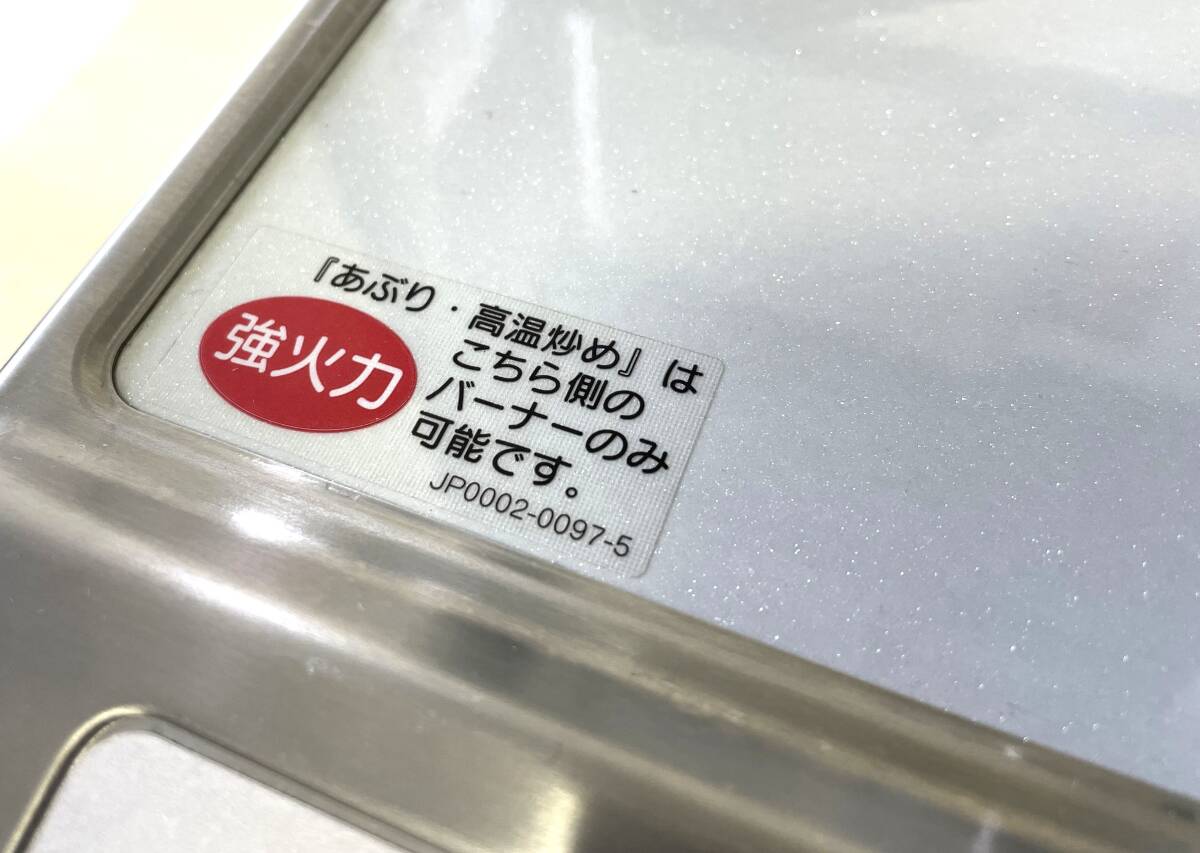 『あぶり・高温炒め』は
強火力
こちら側の
バーナーのみ
可能です。
JP0002-0097-5